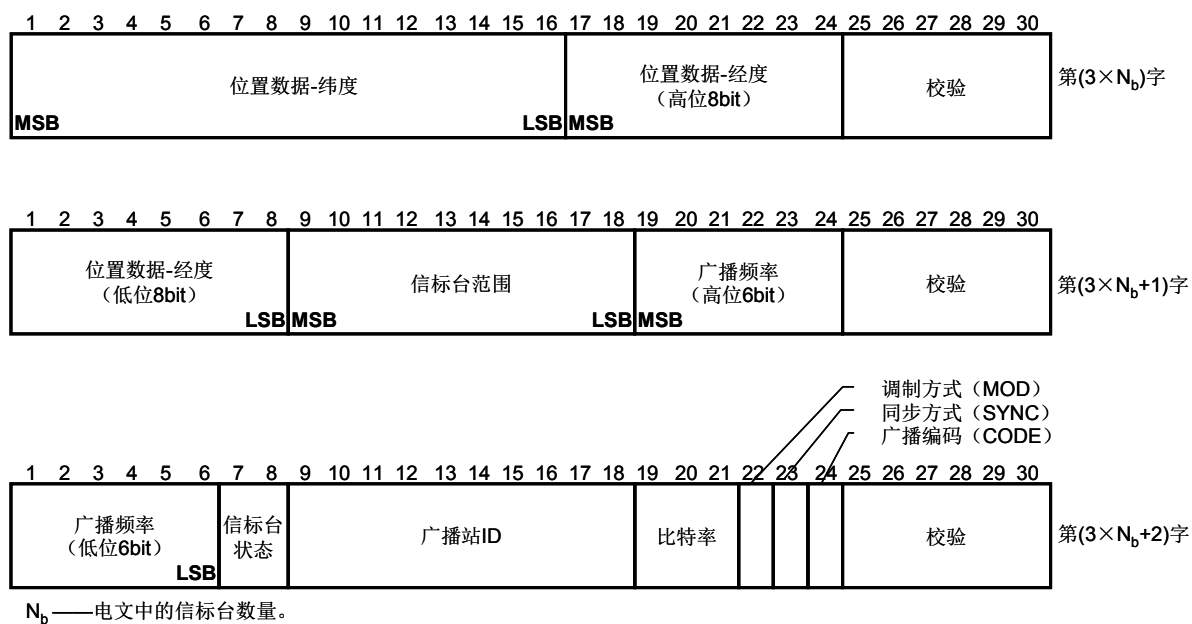 1 2 3 4 5 6 7 8 9 10 11 12 13 14 15 16 17 18 19 20 21 22 23 24 25 26 27 28 29 30
位置数据-纬度
MSB
LSB
位置数据-经度
（高位8bit）
MSB
校验
第(3×Nb)字
1 2 3 4 5 6 7 8 9 10 11 12 13 14 15 16 17 18 19 20 21 22 23 24 25 26 27 28 29 30
位置数据-经度
（低位8bit）
LSB
信标台范围
MSB
LSB
广播频率
（高位6bit）
MSB
校验
第(3×Nb+1)字
调制方式（MOD）
同步方式（SYNC）
广播编码（CODE）
1 2 3 4 5 6 7 8 9 10 11 12 13 14 15 16 17 18 19 20 21 22 23 24 25 26 27 28 29 30
广播频率
（低位6bit）
LSB
信标台
状态
广播站ID
比特率
校验
第(3×Nb+2)字
Nb——电文中的信标台数量。